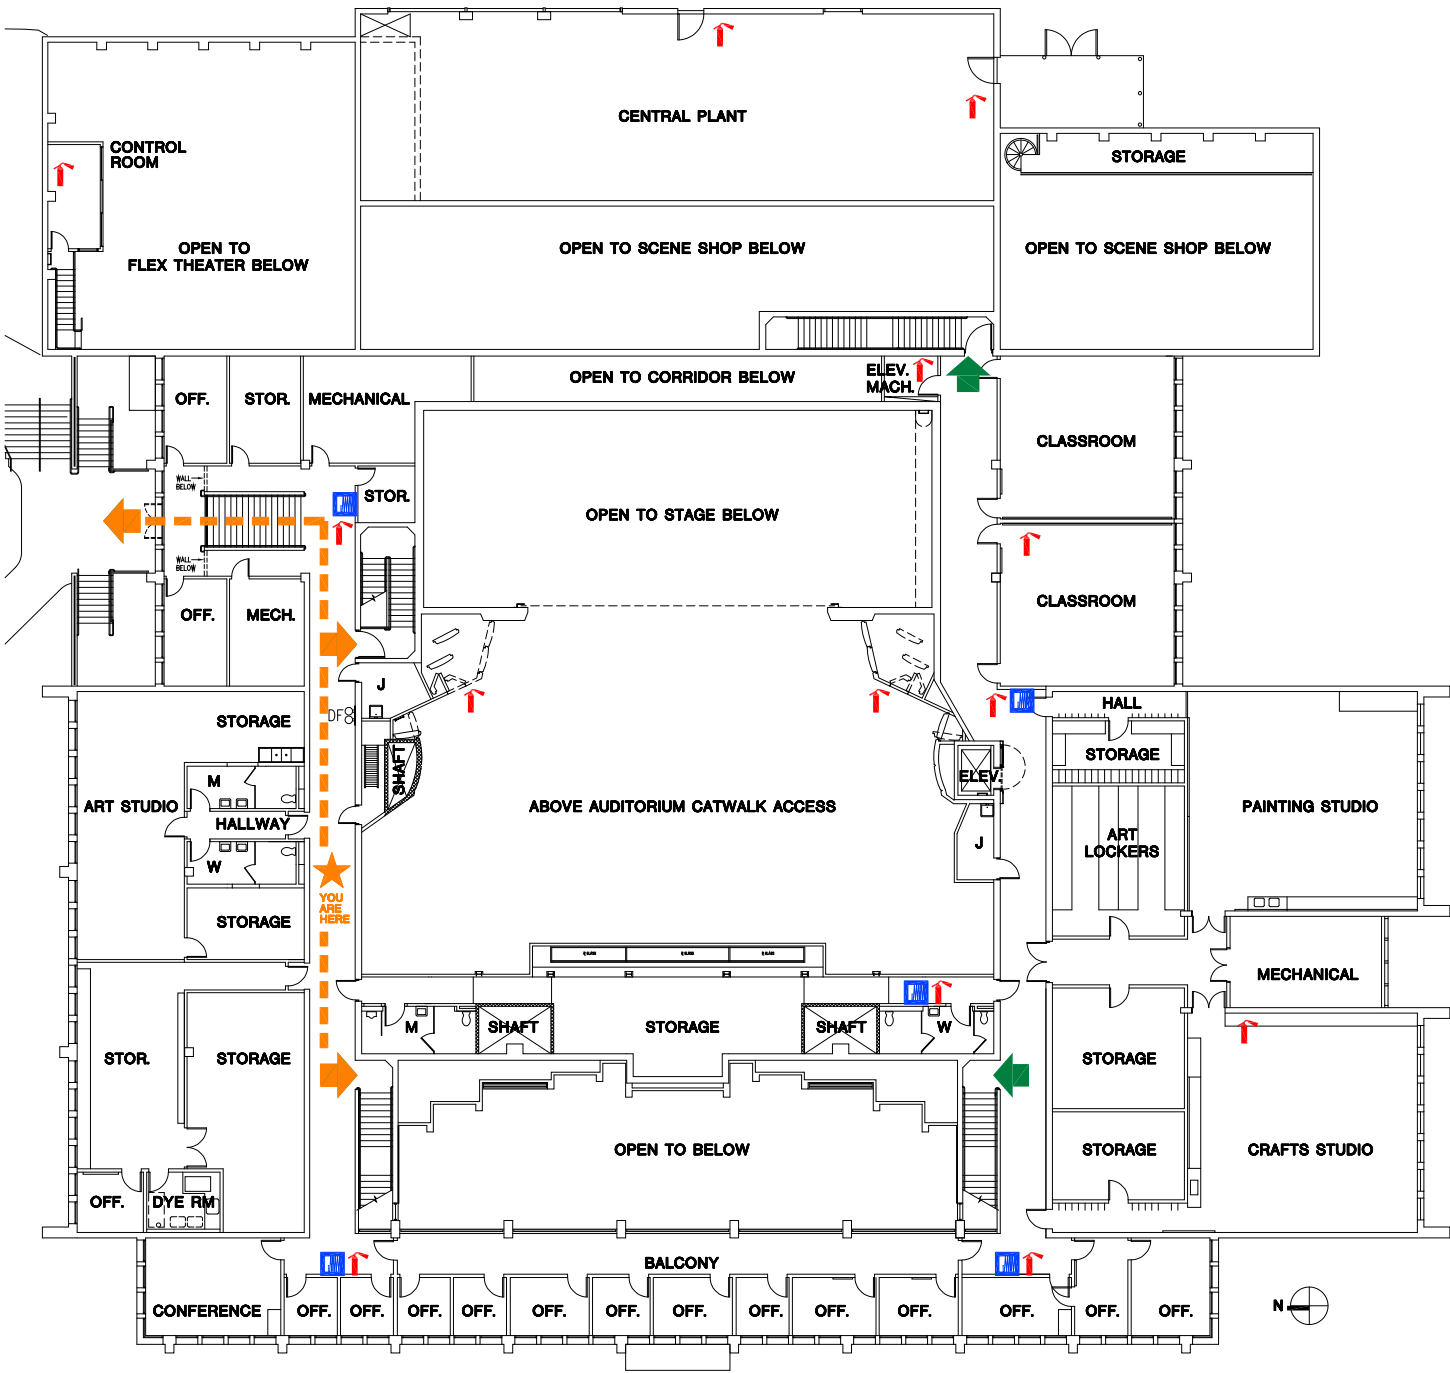 CENTRAL PLANT
CONTROL
ROOM
STORAGE
OPEN TO
FLEX THEATER BELOW
OPEN TO SCENE SHOP BELOW
OPEN TO SCENE SHOP BELOW
ELEV.
MACH.
OPEN TO CORRIDOR BELOW
OFF.
STOR.
MECHANICAL
CLASSROOM
WALL
BELOW
STOR.
OPEN TO STAGE BELOW
WALL
BELOW
OFF.
MECH.
CLASSROOM
J
HALL
STORAGE
DF
SHAFT
STORAGE
ELEV.
M
ART STUDIO
ABOVE AUDITORIUM CATWALK ACCESS
PAINTING STUDIO
HALLWAY
ART
LOCKERS
J
W
YOU
ARE
HERE
STORAGE
MECHANICAL
M
SHAFT
STORAGE
SHAFT
W
STOR.
STORAGE
STORAGE
OPEN TO BELOW
STORAGE
CRAFTS STUDIO
OFF.
DYE RM
BALCONY
CONFERENCE
OFF.
OFF.
OFF.
OFF.
OFF.
OFF.
OFF.
OFF.
OFF.
OFF.
OFF.
OFF.
OFF.
N